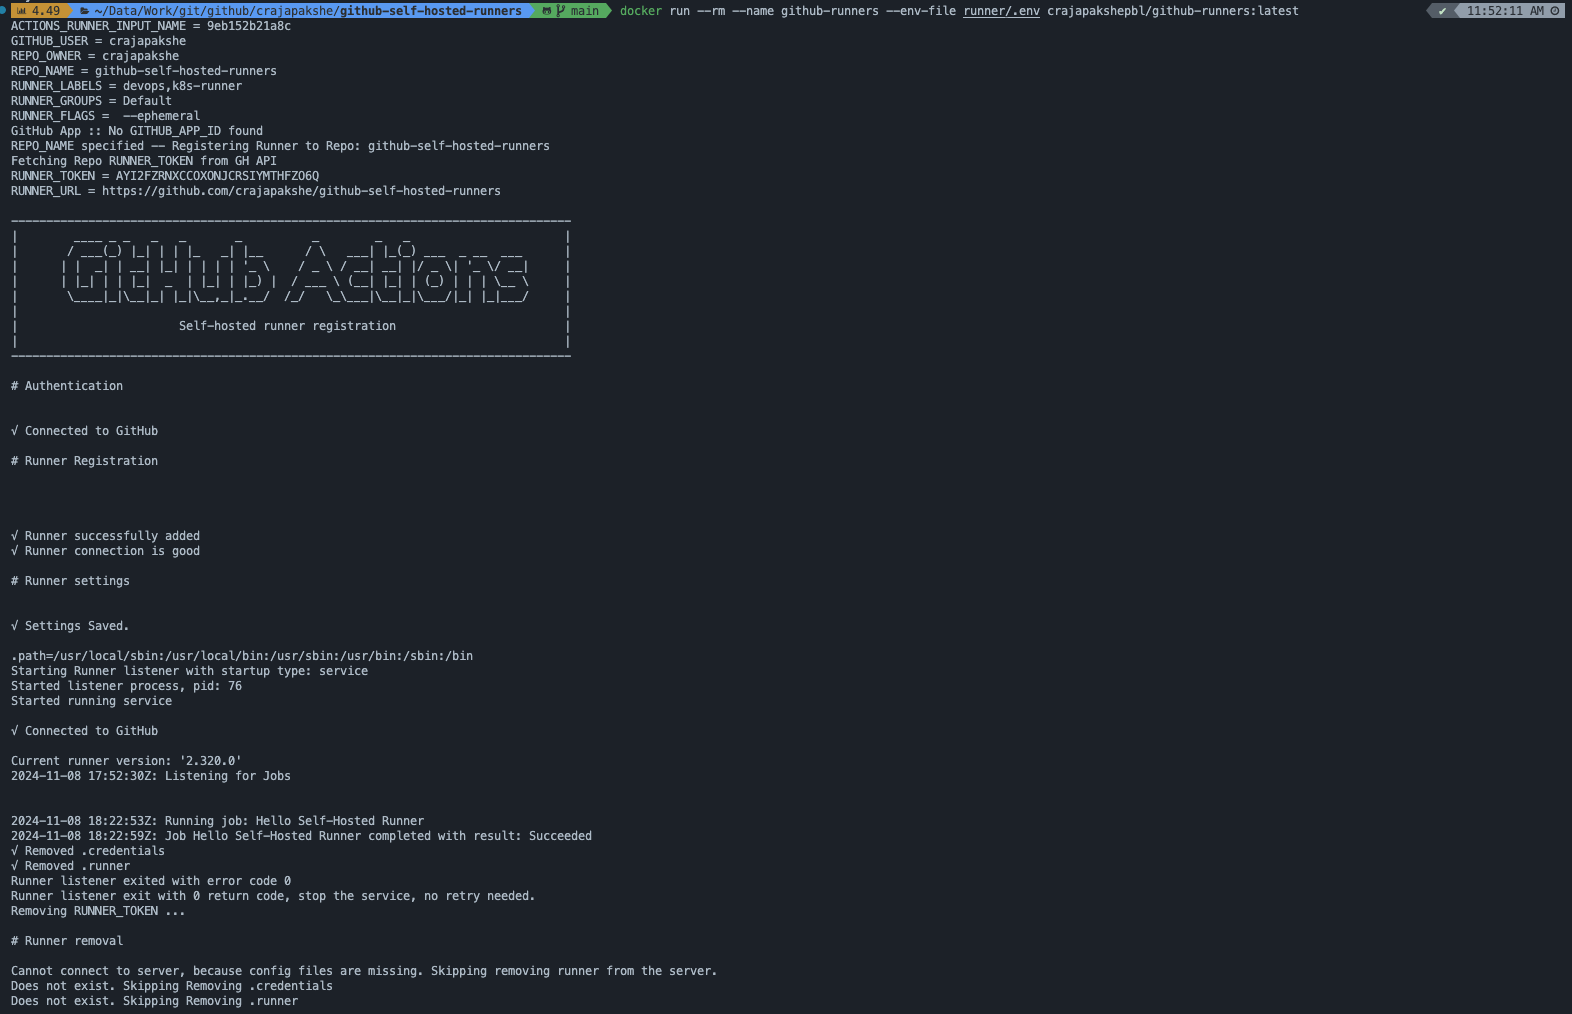 4.49 ~/Data/Work/git/github/crajapakshe/github-self-hosted-runners main docker run --rm --name github-runners --env-file runner/.env crajapakshepbl/github-runners:latest ✔ 11:52:11 AM
ACTIONS_RUNNER_INPUT_NAME = 9eb152b21a8c
GITHUB_USER = crajapakshe
REPO_OWNER = crajapakshe
REPO_NAME = github-self-hosted-runners
RUNNER_LABELS = devops,k8s-runner
RUNNER_GROUPS = Default
RUNNER_FLAGS =  --ephemeral
GitHub App :: No GITHUB_APP_ID found
REPO_NAME specified -- Registering Runner to Repo: github-self-hosted-runners
Fetching Repo RUNNER_TOKEN from GH API
RUNNER_TOKEN = AYI2FZRNXCCOXONJCRSIYMTHFZO6Q
RUNNER_URL = https://github.com/crajapakshe/github-self-hosted-runners
GitHub Actions
Self-hosted runner registration
# Authentication
√ Connected to GitHub
# Runner Registration
√ Runner successfully added
√ Runner connection is good
# Runner settings
√ Settings Saved.
.path=/usr/local/sbin:/usr/local/bin:/usr/sbin:/usr/bin:/sbin:/bin
Starting Runner listener with startup type: service
Started listener process, pid: 76
Started running service
√ Connected to GitHub
Current runner version: '2.320.0'
2024-11-08 17:52:30Z: Listening for Jobs
2024-11-08 18:22:53Z: Running job: Hello Self-Hosted Runner
2024-11-08 18:22:59Z: Job Hello Self-Hosted Runner completed with result: Succeeded
√ Removed .credentials
√ Removed .runner
Runner listener exited with error code 0
Runner listener exit with 0 return code, stop the service, no retry needed.
Removing RUNNER_TOKEN ...
# Runner removal
Cannot connect to server, because config files are missing. Skipping removing runner from the server.
Does not exist. Skipping Removing .credentials
Does not exist. Skipping Removing .runner